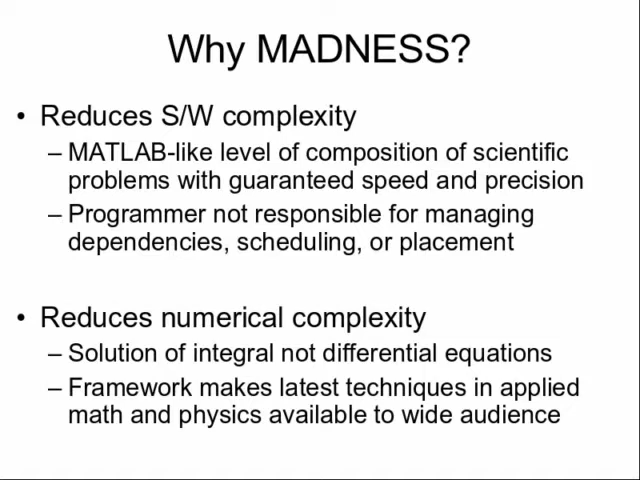 Why MADNESS?
• Reduces S/W complexity
– MATLAB-like level of composition of scientific
problems with guaranteed speed and precision
– Programmer not responsible for managing
dependencies, scheduling, or placement
• Reduces numerical complexity
– Solution of integral not differential equations
– Framework makes latest techniques in applied
math and physics available to wide audience